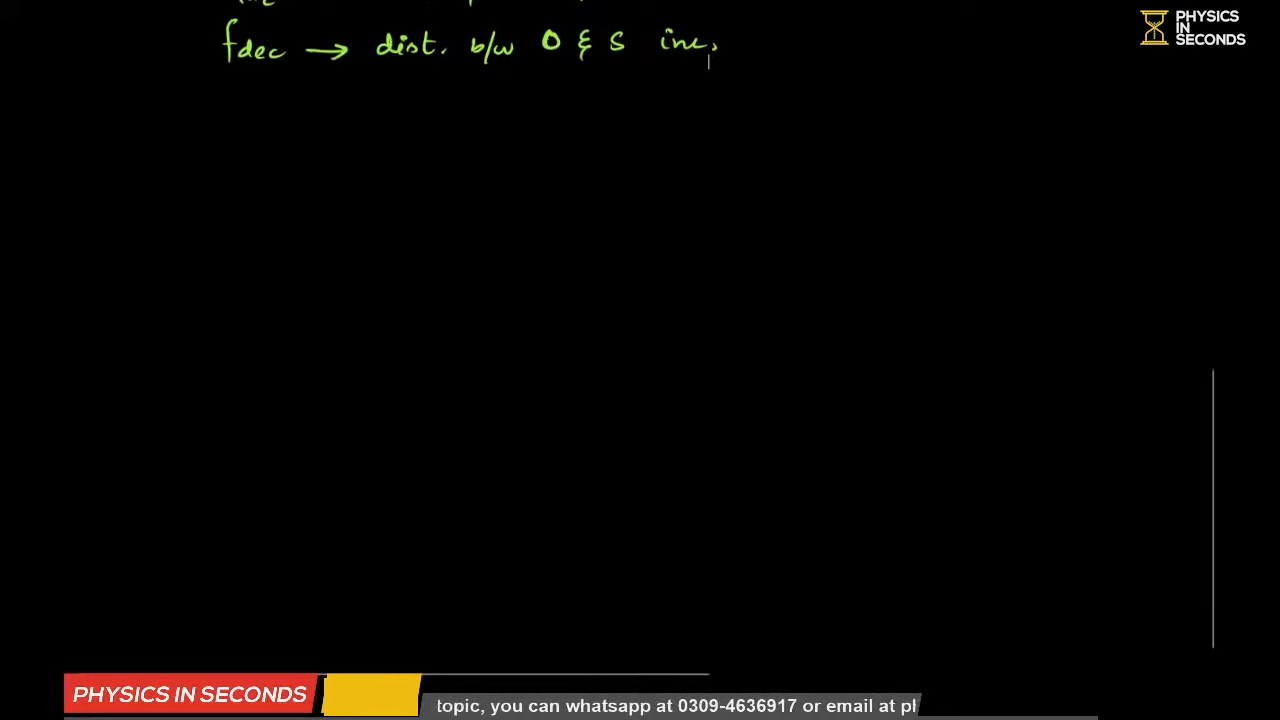 fdec → dist. b/w O & S inc.
PHYSICS
IN
SECONDS
PHYSICS IN SECONDS
topic, you can whatsapp at 0309-4636917 or email at